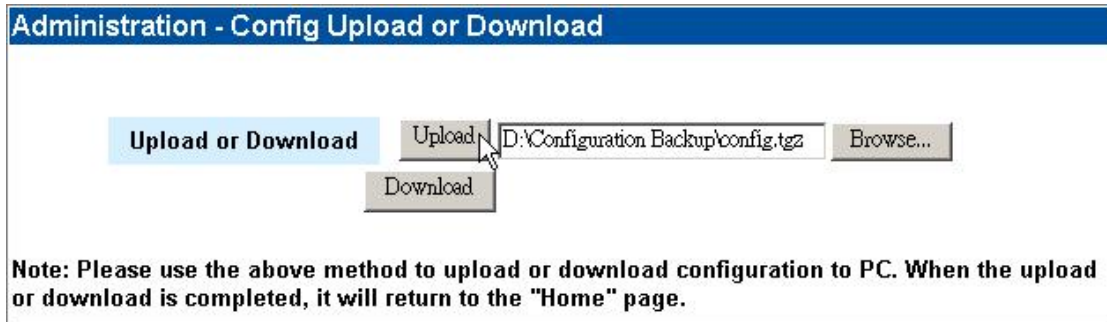 Administration - Config Upload or Download
Upload or Download Upload D:\Configuration Backup\config.tgz Browse...
Download
Note: Please use the above method to upload or download configuration to PC. When the upload
or download is completed, it will return to the "Home" page.